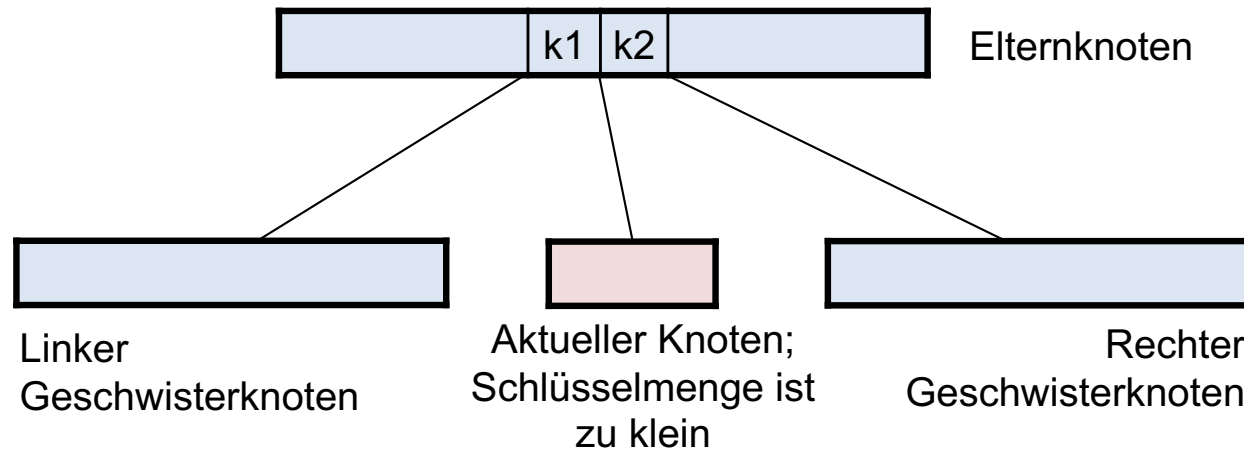 k1 k2
Elternknoten
Linker
Geschwisterknoten
Aktueller Knoten;
Schlüsselmenge ist
zu klein
Rechter
Geschwisterknoten